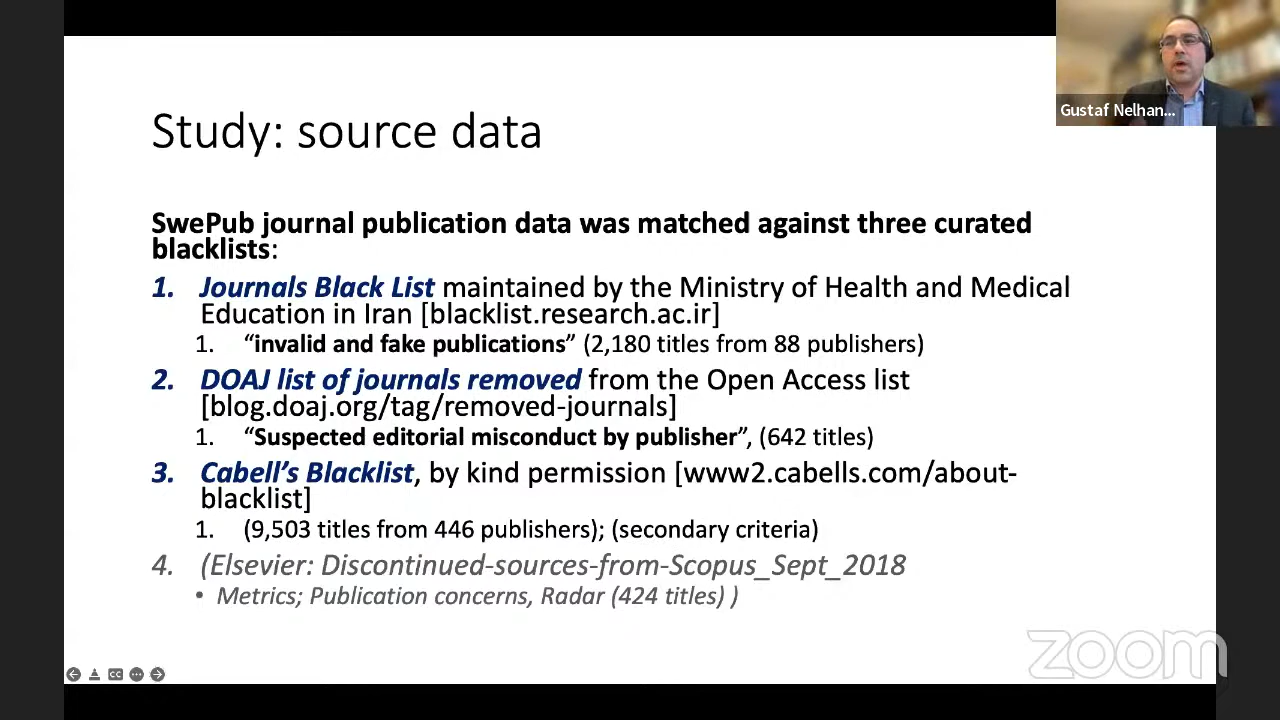 Gustaf Nelhan...
Study: source data
SwePub journal publication data was matched against three curated
blacklists:
1. Journals Black List maintained by the Ministry of Health and Medical
Education in Iran [blacklist.research.ac.ir]
1. “invalid and fake publications” (2,180 titles from 88 publishers)
2. DOAJ list of journals removed from the Open Access list
[blog.doaj.org/tag/removed-journals]
1. “Suspected editorial misconduct by publisher”, (642 titles)
3. Cabell’s Blacklist, by kind permission [www2.cabells.com/about-
blacklist]
1. (9,503 titles from 446 publishers); (secondary criteria)
4. (Elsevier: Discontinued-sources-from-Scopus_Sept_2018
• Metrics; Publication concerns, Radar (424 titles) )
zoom